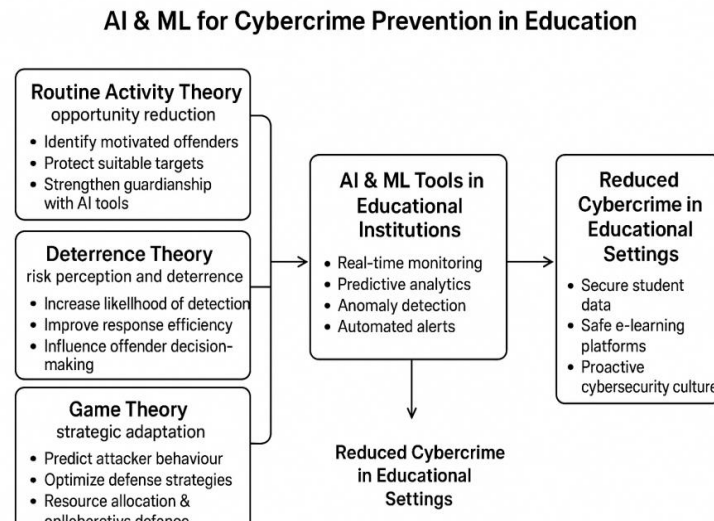 AI & ML for Cybercrime Prevention in Education
Routine Activity Theory
opportunity reduction
• Identify motivated offenders
• Protect suitable targets
• Strengthen guardianship
with AI tools
Deterrence Theory
risk perception and deterrence
• Increase likelihood of detection
• Improve response efficiency
• Influence offender decision-
making
Game Theory
strategic adaptation
• Predict attacker behaviour
• Optimize defense strategies
• Resource allocation &
AI & ML Tools in
Educational
Institutions
• Real-time monitoring
• Predictive analytics
• Anomaly detection
• Automated alerts
Reduced Cybercrime
in Educational
Settings
Reduced
Cybercrime in
Educational
Settings
• Secure student
data
• Safe e-learning
platforms
• Proactive
cybersecurity culture